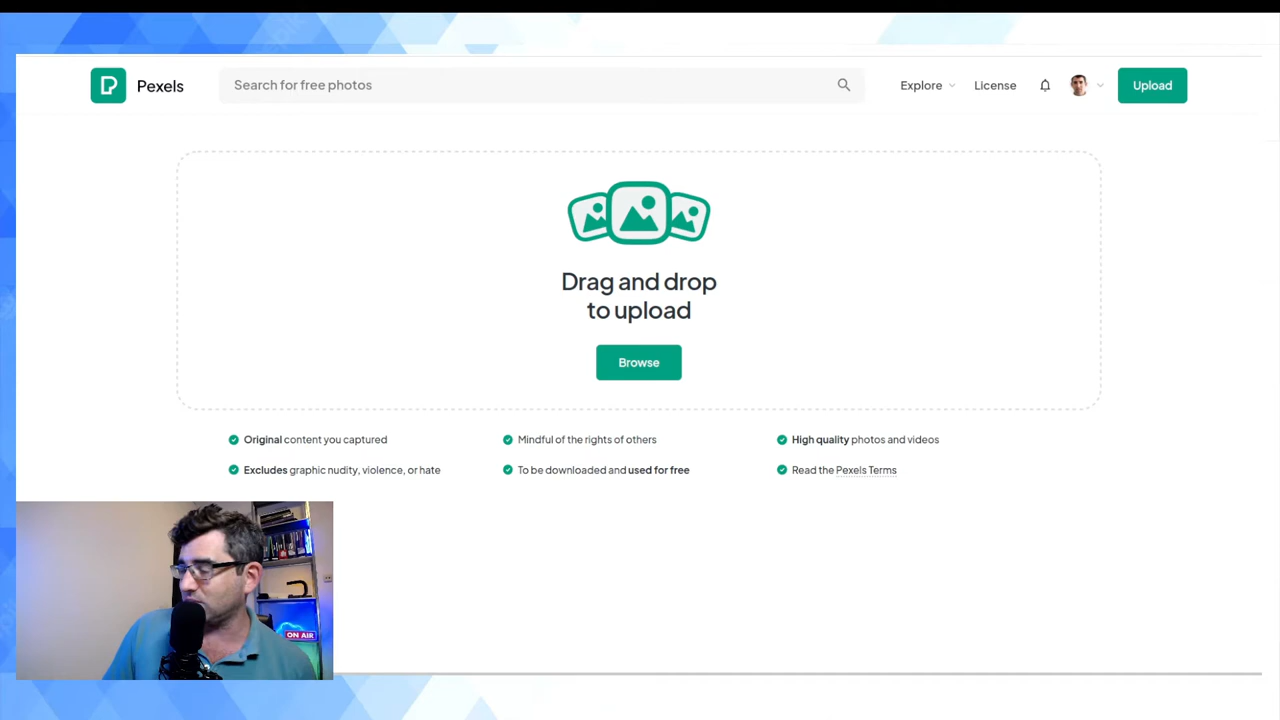 Pexels
Search for free photos
Explore
License
Upload
Drag and drop
to upload
Browse
Original content you captured
Mindful of the rights of others
High quality photos and videos
Excludes graphic nudity, violence, or hate
To be downloaded and used for free
Read the Pexels Terms
ON AIR